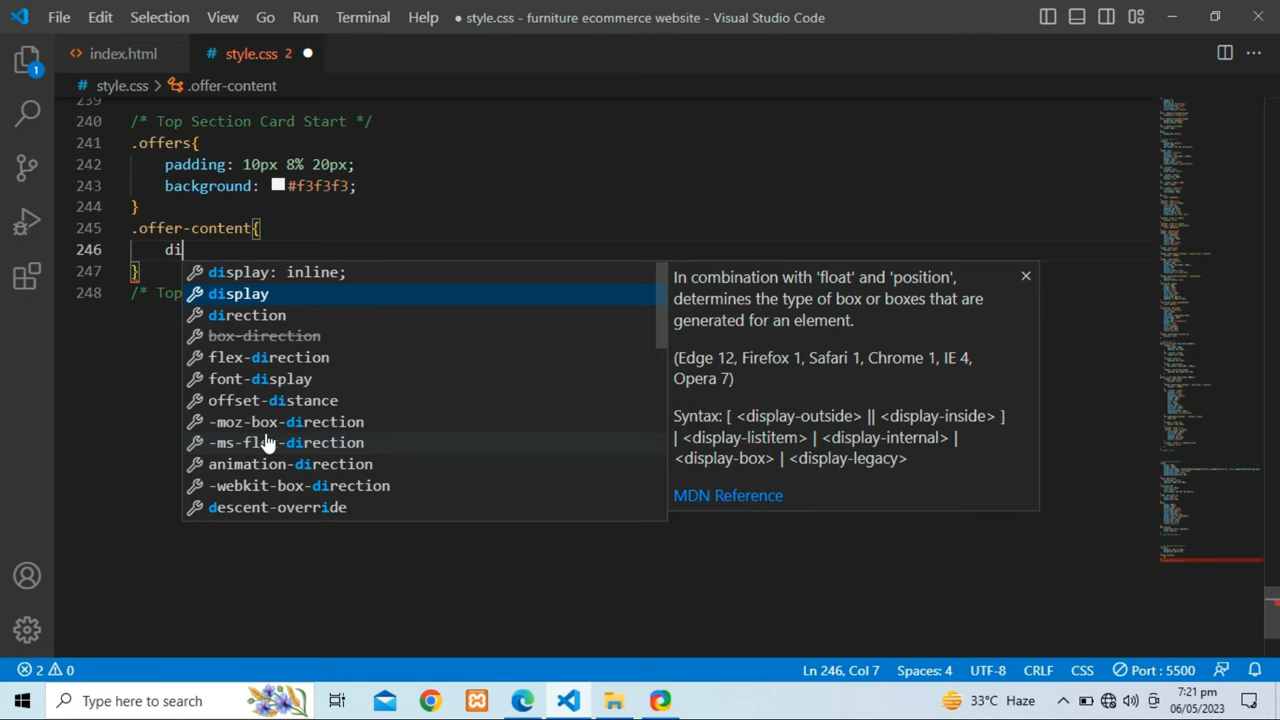 File Edit Selection View Go Run Terminal Help ● style.css - furniture ecommerce website - Visual Studio Code
index.html # style.css 2 ●
# style.css > .offer-content
1
239
240 /* Top Section Card Start */
241 .offers{
242 padding: 10px 8% 20px;
243 background: #f3f3f3;
244 }
245 .offer-content{
246 di
247 }
248 /* Top
display: inline;
display
direction
box-direction
flex-direction
font-display
offset-distance
-moz-box-direction
-ms-flex-direction
animation-direction
-webkit-box-direction
descent-override
In combination with 'float' and 'position',
determines the type of box or boxes that are
generated for an element.
(Edge 12, Firefox 1, Safari 1, Chrome 1, IE 4,
Opera 7)
Syntax: [ <display-outside> || <display-inside> ]
| <display-listitem> | <display-internal> |
<display-box> | <display-legacy>
MDN Reference
2 0 Ln 246, Col 7 Spaces: 4 UTF-8 CRLF CSS Port : 5500
Type here to search 33°C Haze 7:21 pm
06/05/2023